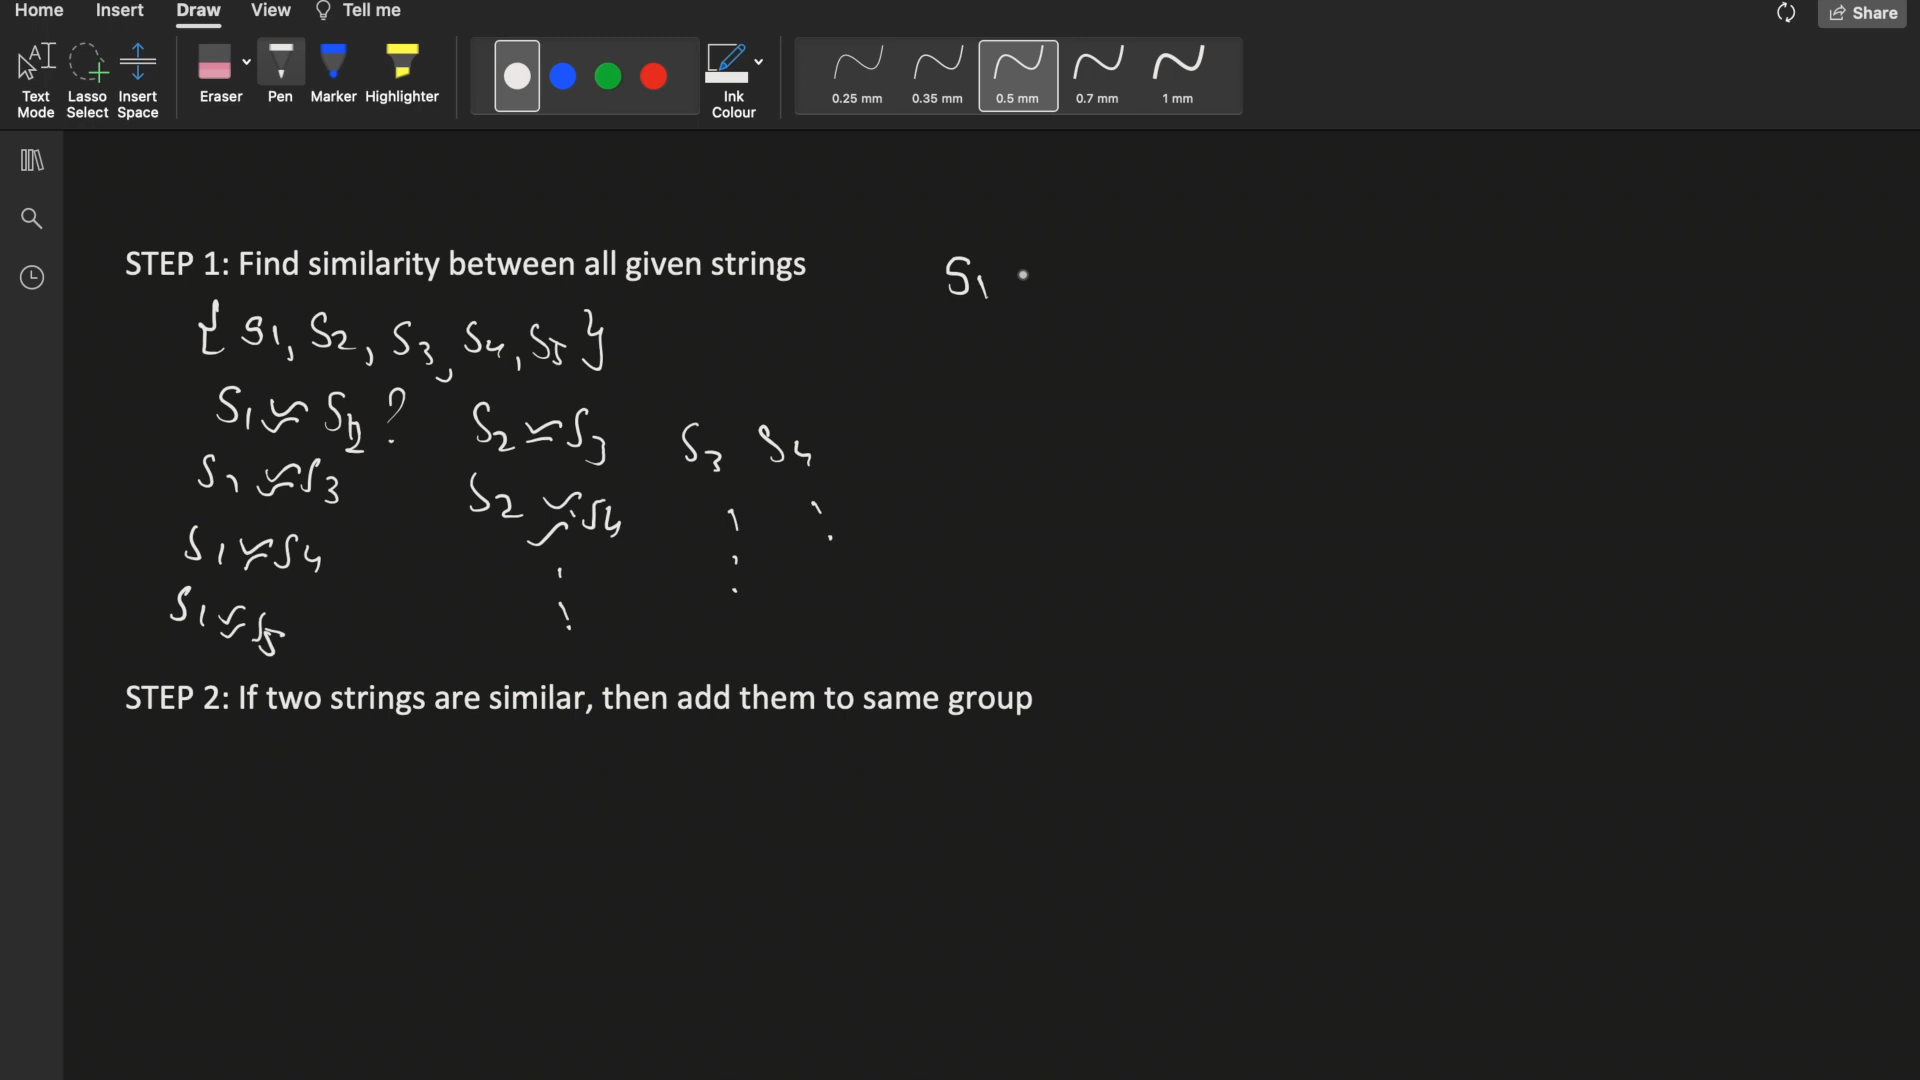 Home Insert Draw View Tell me Share
Text Mode Lasso Select Insert Space Eraser Pen Marker Highlighter Ink Colour 0.25 mm 0.35 mm 0.5 mm 0.7 mm 1 mm
STEP 1: Find similarity between all given strings
S1
{ S1, S2, S3, S4, S5 }
S1 ≈ S2 ?
S1 ≈ S3
S1 ≈ S4
S1 ≈ S5
S2 ≈ S3
S2 ≈ S4
S3 S4
STEP 2: If two strings are similar, then add them to same group